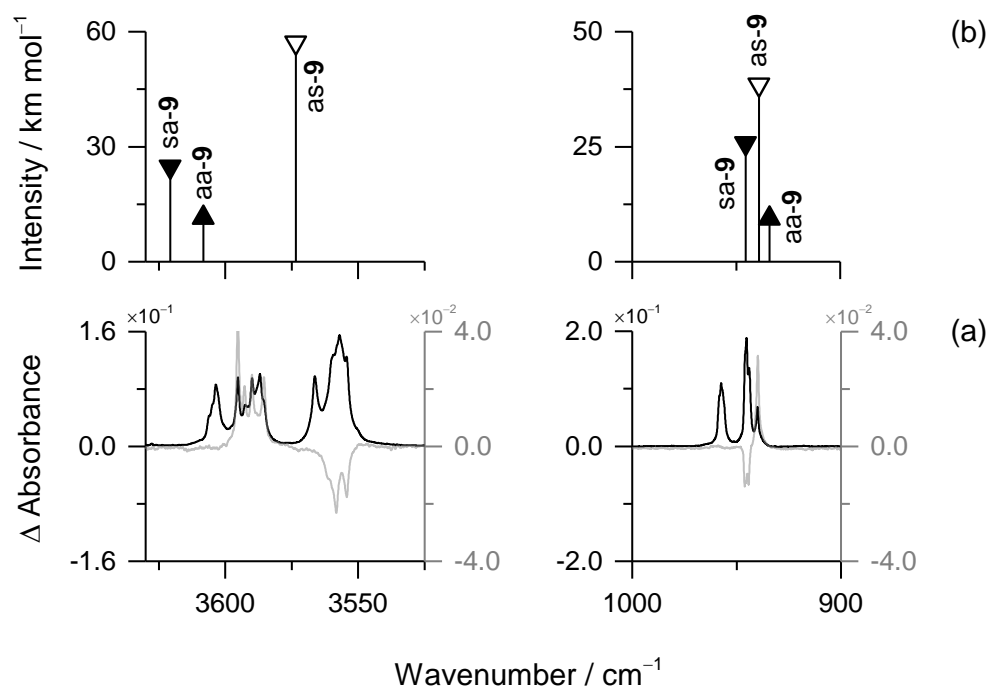 60
30
0
Intensity / km mol⁻¹
sa-9
aa-9
as-9
50
25
0
sa-9
as-9
aa-9
(b)
×10⁻¹
1.6
0.0
-1.6
Δ Absorbance
×10⁻²
4.0
0.0
-4.0
3600
3550
×10⁻¹
2.0
0.0
-2.0
×10⁻²
4.0
0.0
-4.0
1000
900
(a)
Wavenumber / cm⁻¹